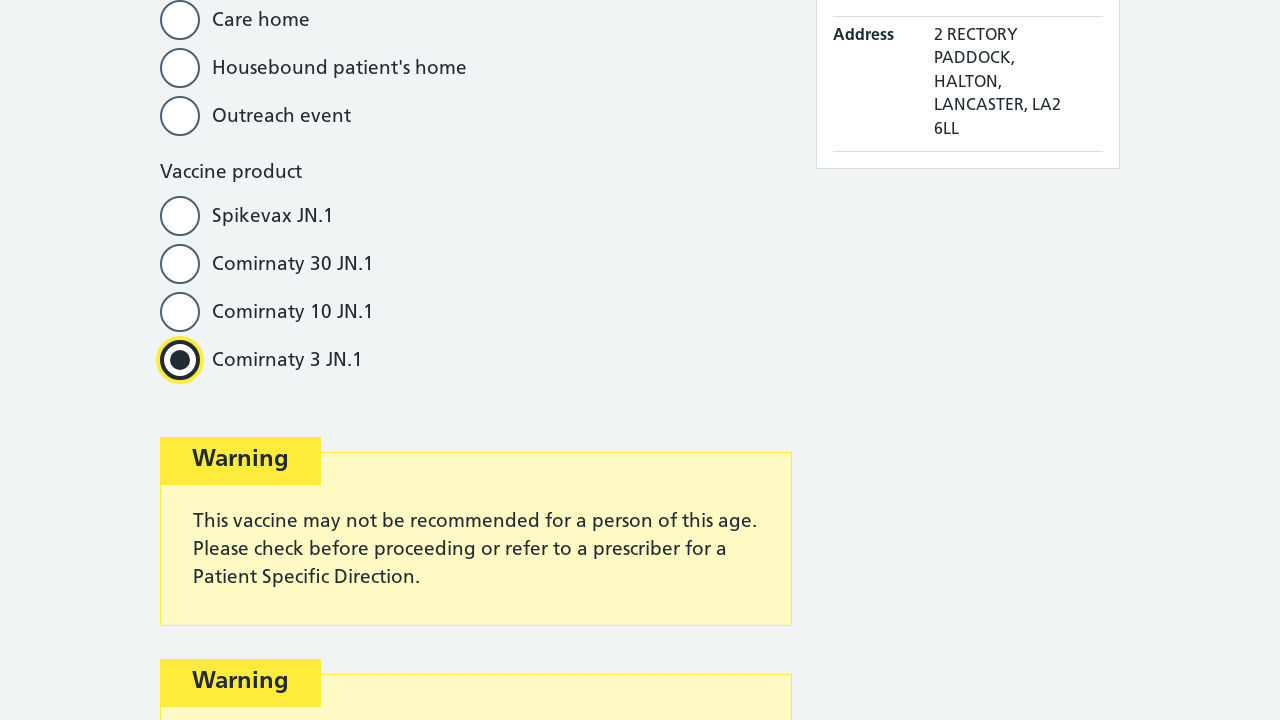 Care home
Housebound patient's home
Outreach event
Vaccine product
Spikevax JN.1
Comirnaty 30 JN.1
Comirnaty 10 JN.1
Comirnaty 3 JN.1
Warning
This vaccine may not be recommended for a person of this age.
Please check before proceeding or refer to a prescriber for a
Patient Specific Direction.
Warning
Address
2 RECTORY
PADDOCK,
HALTON,
LANCASTER, LA2
6LL